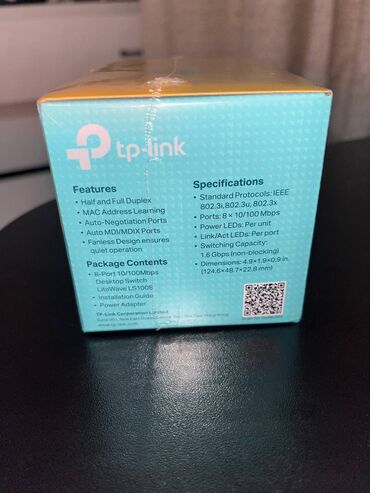 tp-link
Features
• Half and Full Duplex
• MAC Address Learning
• Auto-Negotiation Ports
• Auto MDI/MDIX Ports
• Fanless Design ensures
quiet operation
Package Contents
• 8-Port 10/100Mbps
Desktop Switch
LiteWave LS1008
• Installation Guide
• Power Adapter
TP-Link Corporation Limited
Specifications
• Standard Protocols: IEEE
802.3i, 802.3u, 802.3x
• Ports: 8 × 10/100 Mbps
• Power LEDs: Per unit
• Link/Act LEDs: Per port
• Switching Capacity:
1.6 Gbps (Non-blocking)
• Dimensions: 4.9×1.9×0.9 in.
(124.6×48.7×22.8 mm)